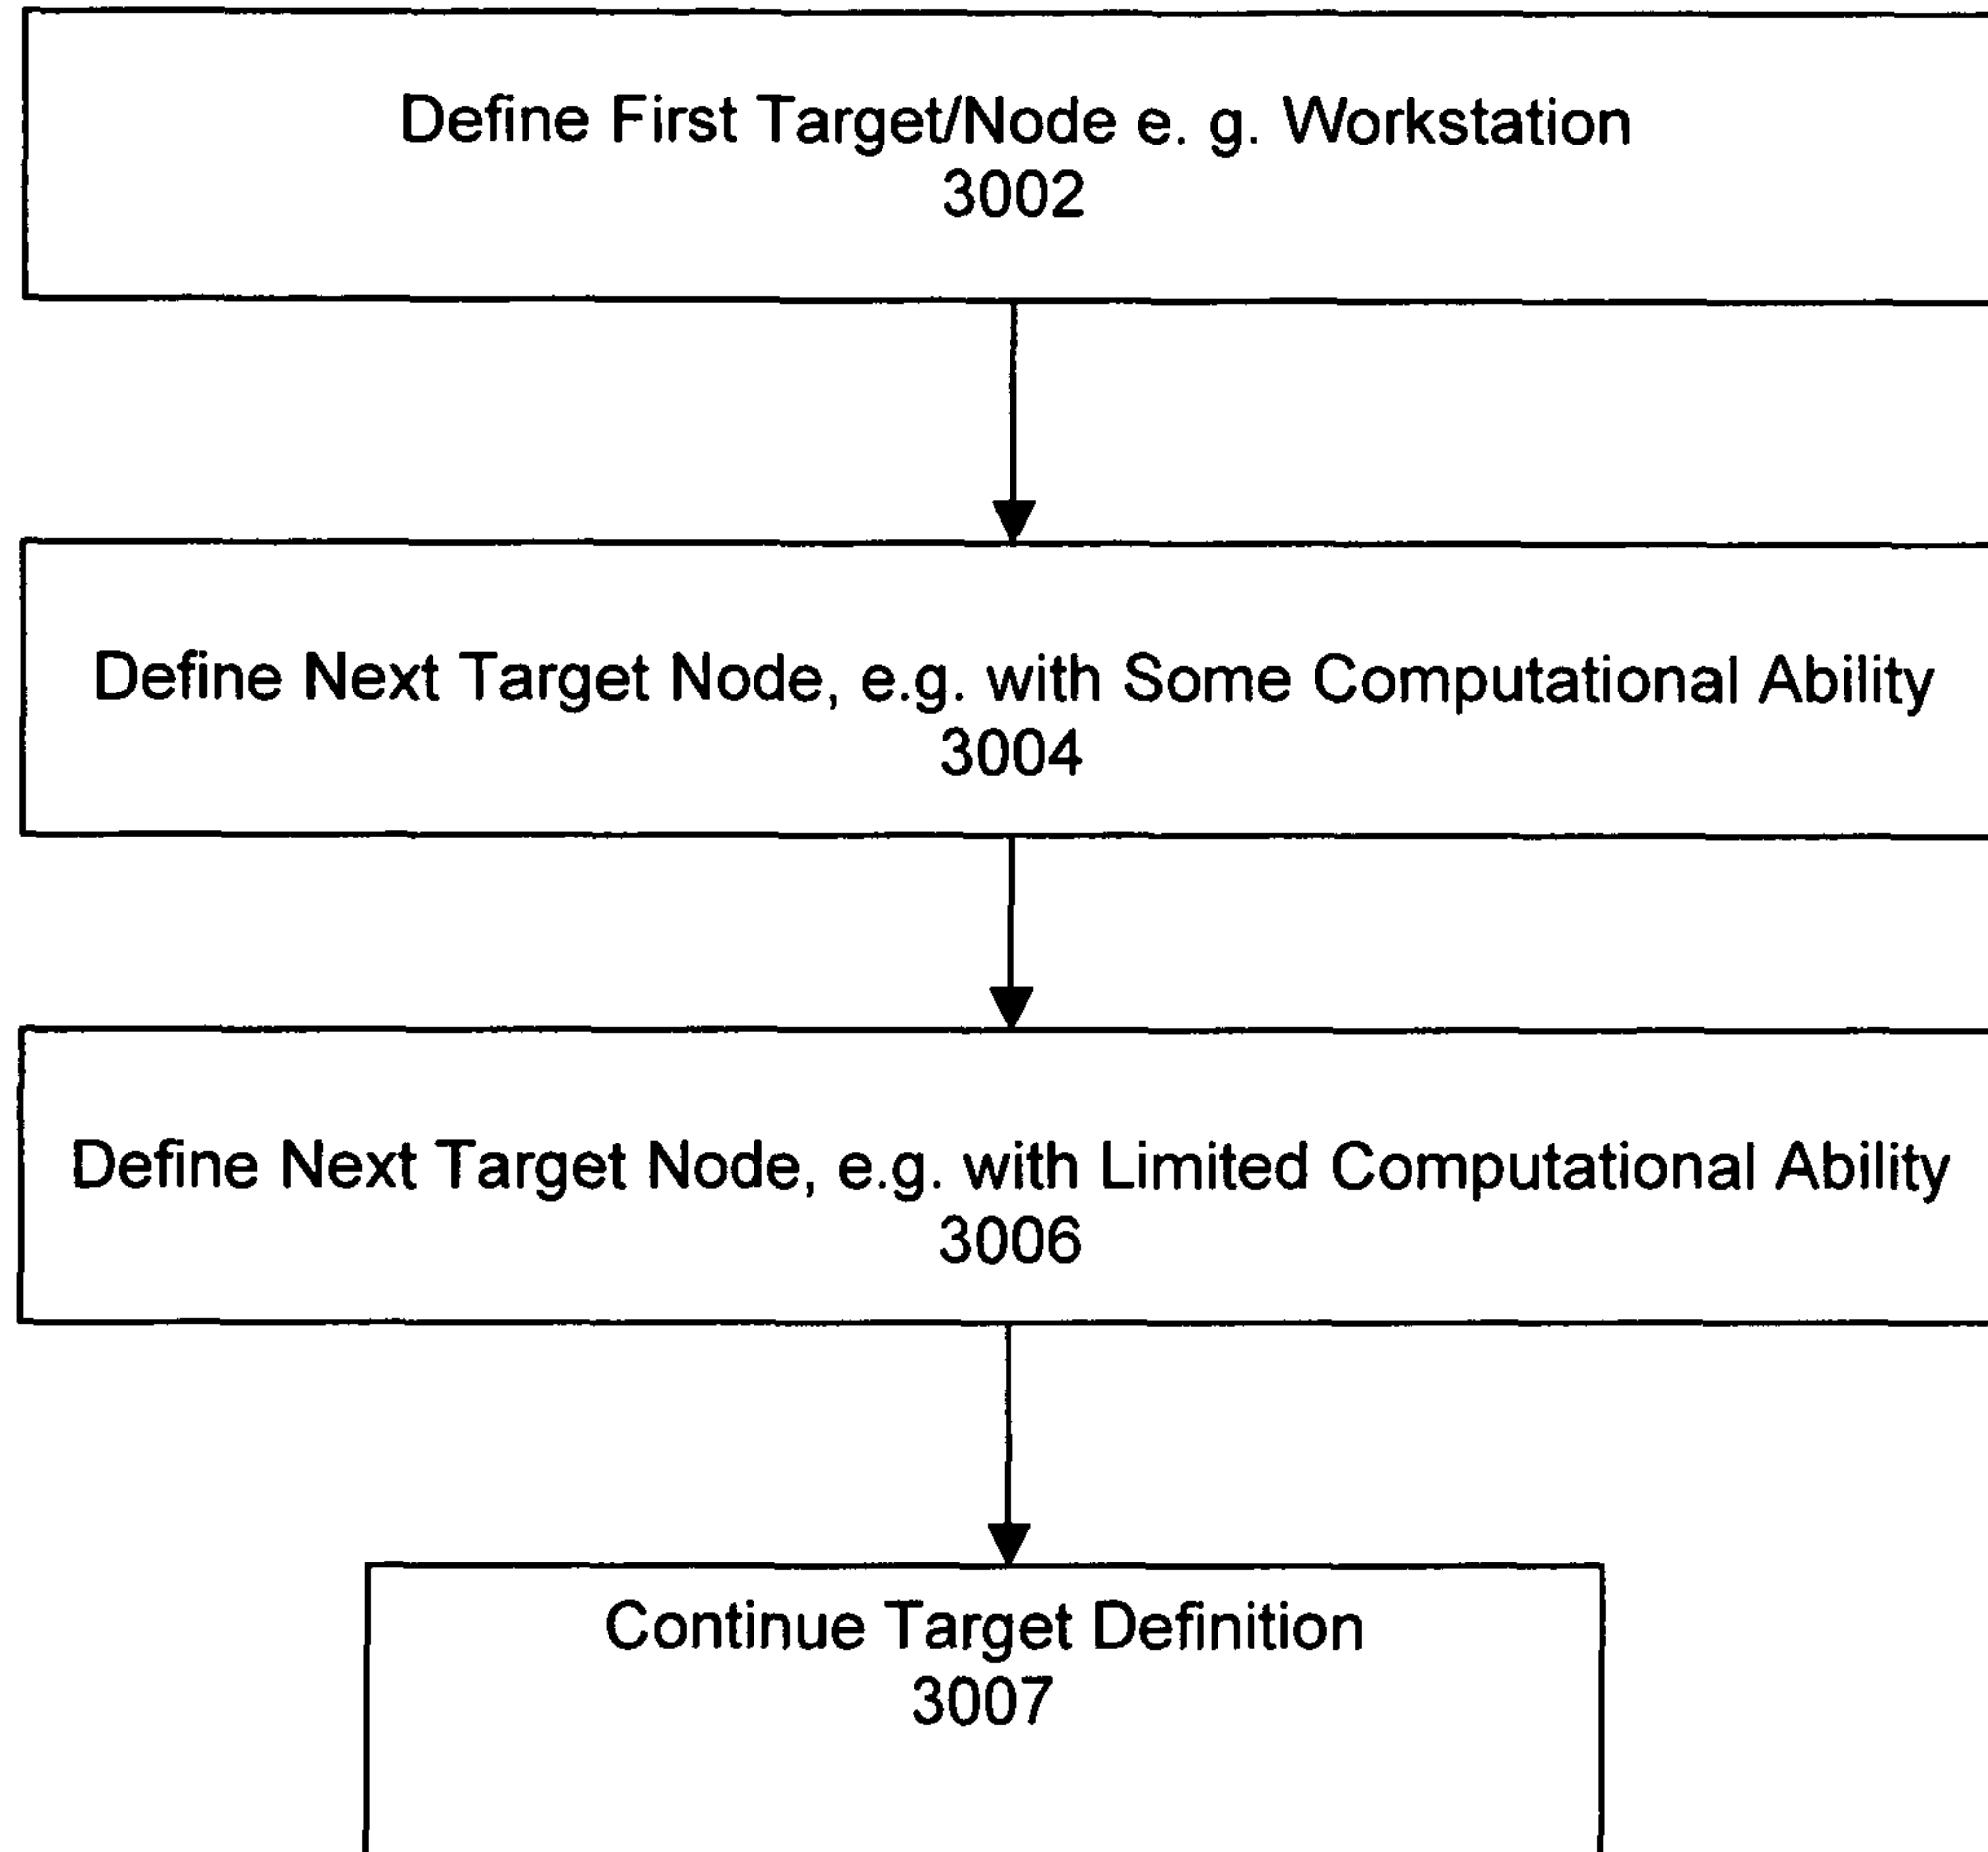 Define First Target/Node e. g. Workstation
3002
Define Next Target Node, e.g. with Some Computational Ability
3004
Define Next Target Node, e.g. with Limited Computational Ability
3006
Continue Target Definition
3007